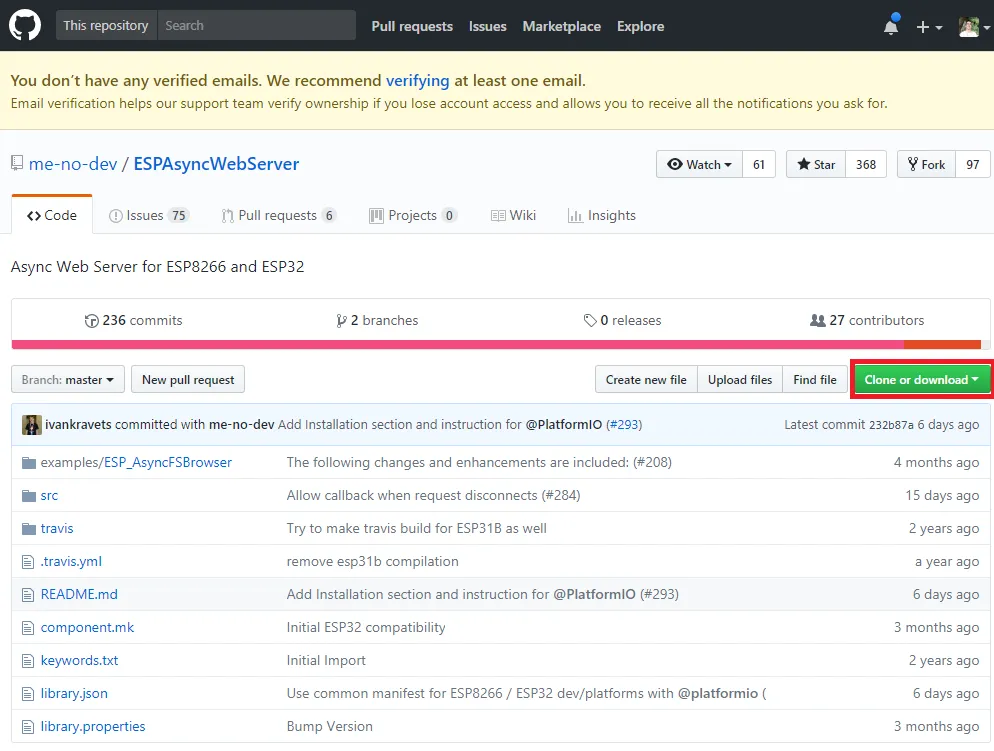 This repository Search Pull requests Issues Marketplace Explore
You don't have any verified emails. We recommend verifying at least one email.
Email verification helps our support team verify ownership if you lose account access and allows you to receive all the notifications you ask for.
me-no-dev / ESPAsyncWebServer Watch 61 Star 368 Fork 97
Code Issues 75 Pull requests 6 Projects 0 Wiki Insights
Async Web Server for ESP8266 and ESP32
236 commits 2 branches 0 releases 27 contributors
Branch: master New pull request Create new file Upload files Find file Clone or download
ivankravets committed with me-no-dev Add Installation section and instruction for @PlatformIO (#293) Latest commit 232b87a 6 days ago
examples/ESP_AsyncFSBrowser The following changes and enhancements are included: (#208) 4 months ago
src Allow callback when request disconnects (#284) 15 days ago
travis Try to make travis build for ESP31B as well 2 years ago
.travis.yml remove esp31b compilation a year ago
README.md Add Installation section and instruction for @PlatformIO (#293) 6 days ago
component.mk Initial ESP32 compatibility 3 months ago
keywords.txt Initial Import 2 years ago
library.json Use common manifest for ESP8266 / ESP32 dev/platforms with @platformio ( 6 days ago
library.properties Bump Version 3 months ago